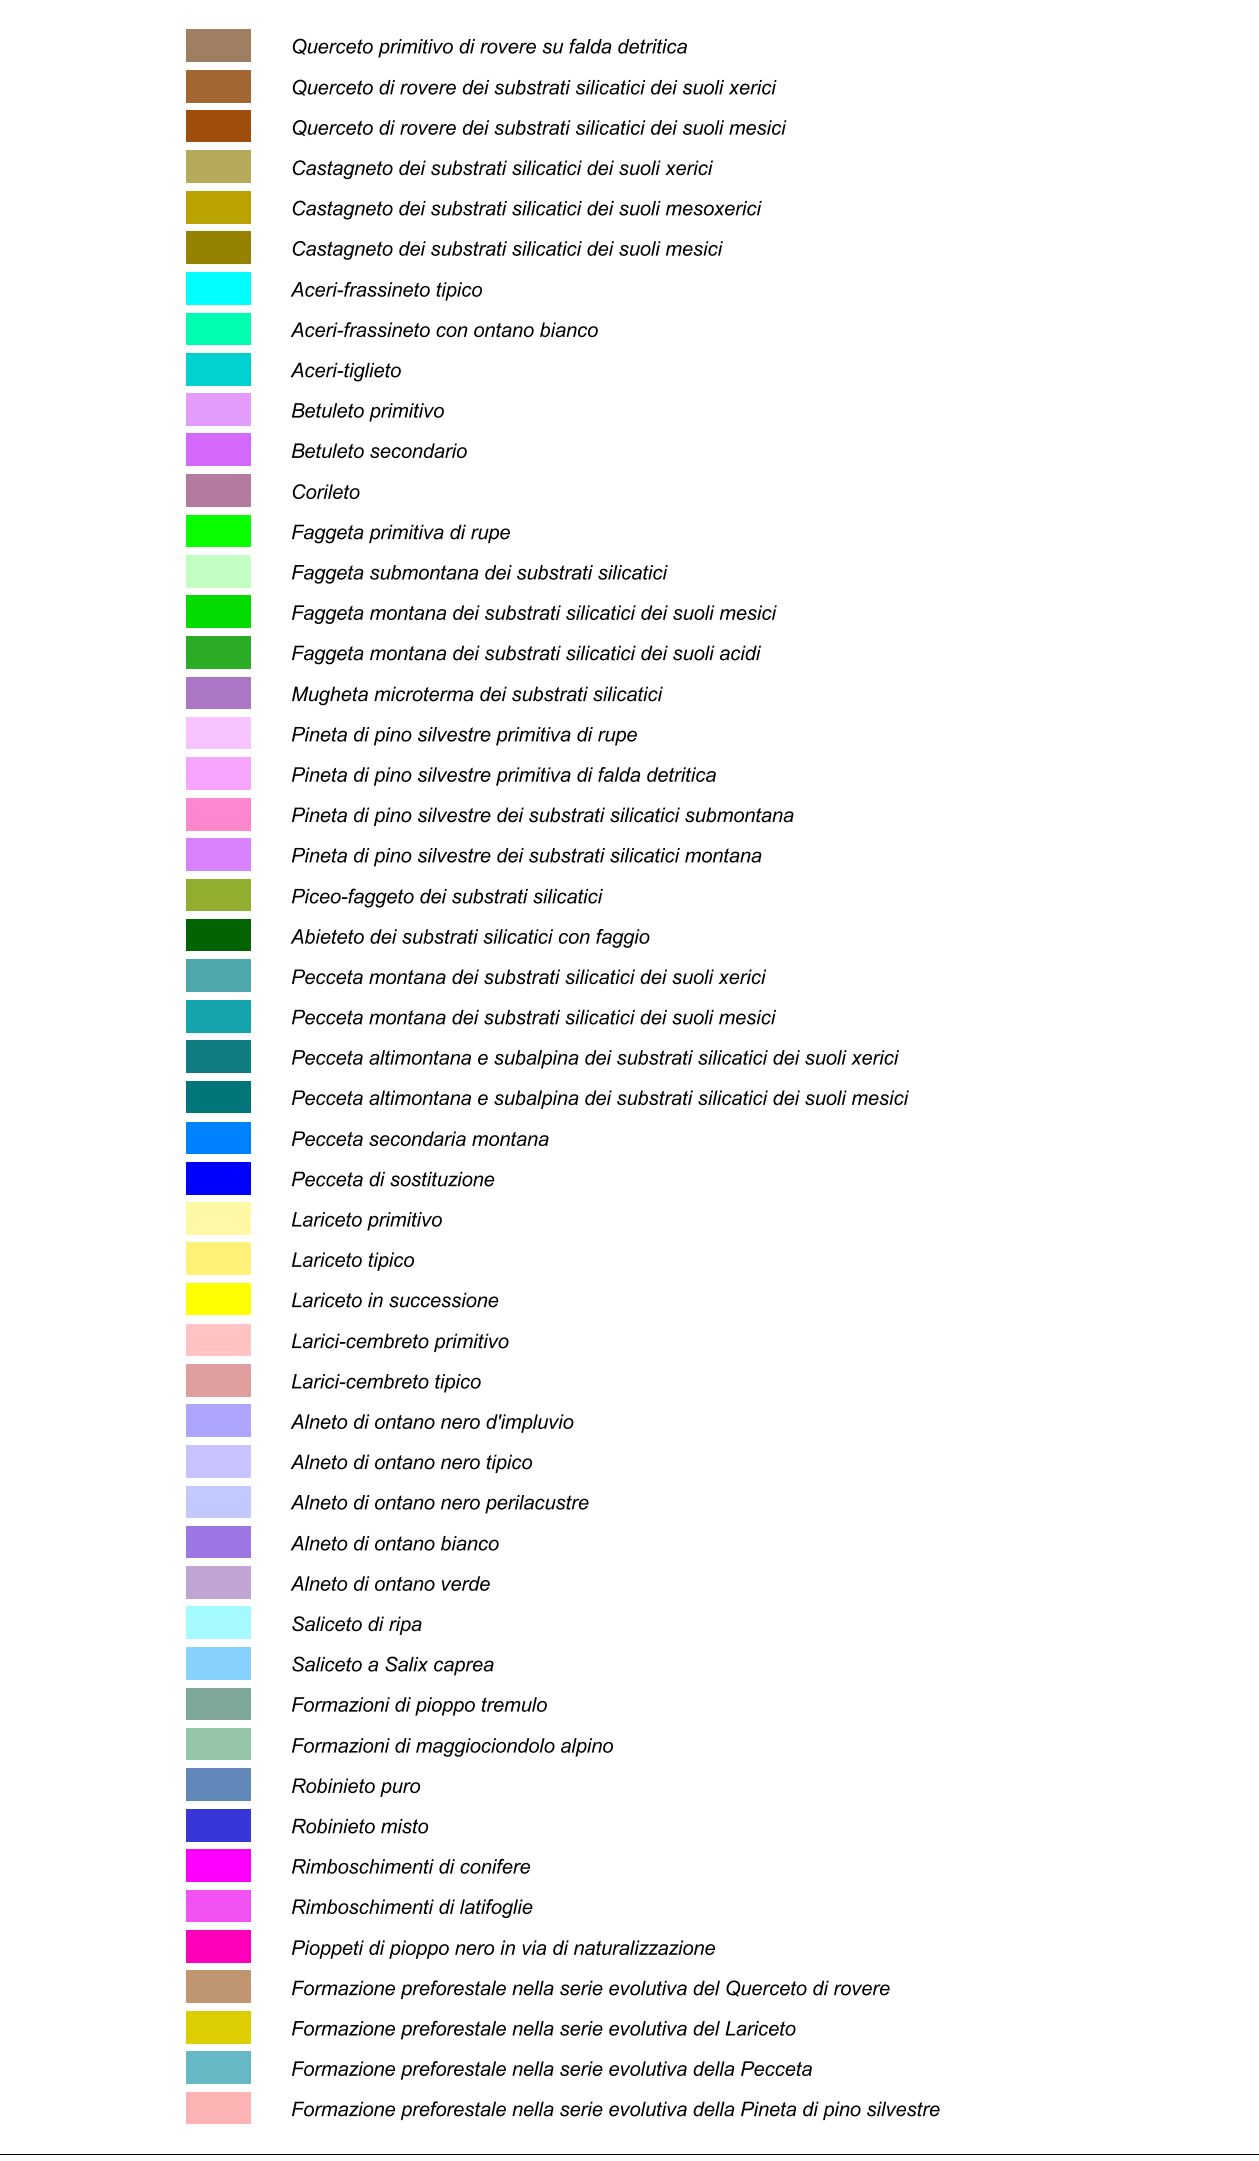 Querceto primitivo di rovere su falda detritica
Querceto di rovere dei substrati silicatici dei suoli xerici
Querceto di rovere dei substrati silicatici dei suoli mesici
Castagneto dei substrati silicatici dei suoli xerici
Castagneto dei substrati silicatici dei suoli mesoxerici
Castagneto dei substrati silicatici dei suoli mesici
Aceri-frassineto tipico
Aceri-frassineto con ontano bianco
Aceri-tiglieto
Betuleto primitivo
Betuleto secondario
Corileto
Faggeta primitiva di rupe
Faggeta submontana dei substrati silicatici
Faggeta montana dei substrati silicatici dei suoli mesici
Faggeta montana dei substrati silicatici dei suoli acidi
Mugheta microterma dei substrati silicatici
Pineta di pino silvestre primitiva di rupe
Pineta di pino silvestre primitiva di falda detritica
Pineta di pino silvestre dei substrati silicatici submontana
Pineta di pino silvestre dei substrati silicatici montana
Piceo-faggeto dei substrati silicatici
Abieteto dei substrati silicatici con faggio
Pecceta montana dei substrati silicatici dei suoli xerici
Pecceta montana dei substrati silicatici dei suoli mesici
Pecceta altimontana e subalpina dei substrati silicatici dei suoli xerici
Pecceta altimontana e subalpina dei substrati silicatici dei suoli mesici
Pecceta secondaria montana
Pecceta di sostituzione
Lariceto primitivo
Lariceto tipico
Lariceto in successione
Larici-cembreto primitivo
Larici-cembreto tipico
Alneto di ontano nero d'impluvio
Alneto di ontano nero tipico
Alneto di ontano nero perilacustre
Alneto di ontano bianco
Alneto di ontano verde
Saliceto di ripa
Saliceto a Salix caprea
Formazioni di pioppo tremulo
Formazioni di maggiociondolo alpino
Robinieto puro
Robinieto misto
Rimboschimenti di conifere
Rimboschimenti di latifoglie
Pioppeti di pioppo nero in via di naturalizzazione
Formazione preforestale nella serie evolutiva del Querceto di rovere
Formazione preforestale nella serie evolutiva del Lariceto
Formazione preforestale nella serie evolutiva della Pecceta
Formazione preforestale nella serie evolutiva della Pineta di pino silvestre